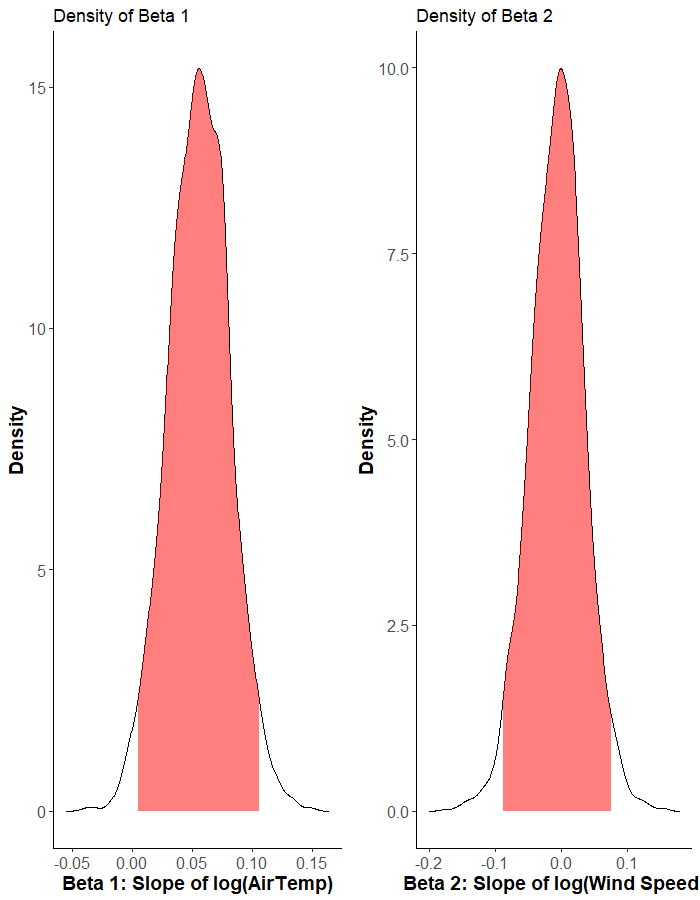 Density of Beta 1
15
10
5
0
Density
-0.05 0.00 0.05 0.10 0.15
Beta 1: Slope of log(AirTemp)
Density of Beta 2
10.0
7.5
5.0
2.5
0.0
Density
-0.2 -0.1 0.0 0.1
Beta 2: Slope of log(Wind Speed